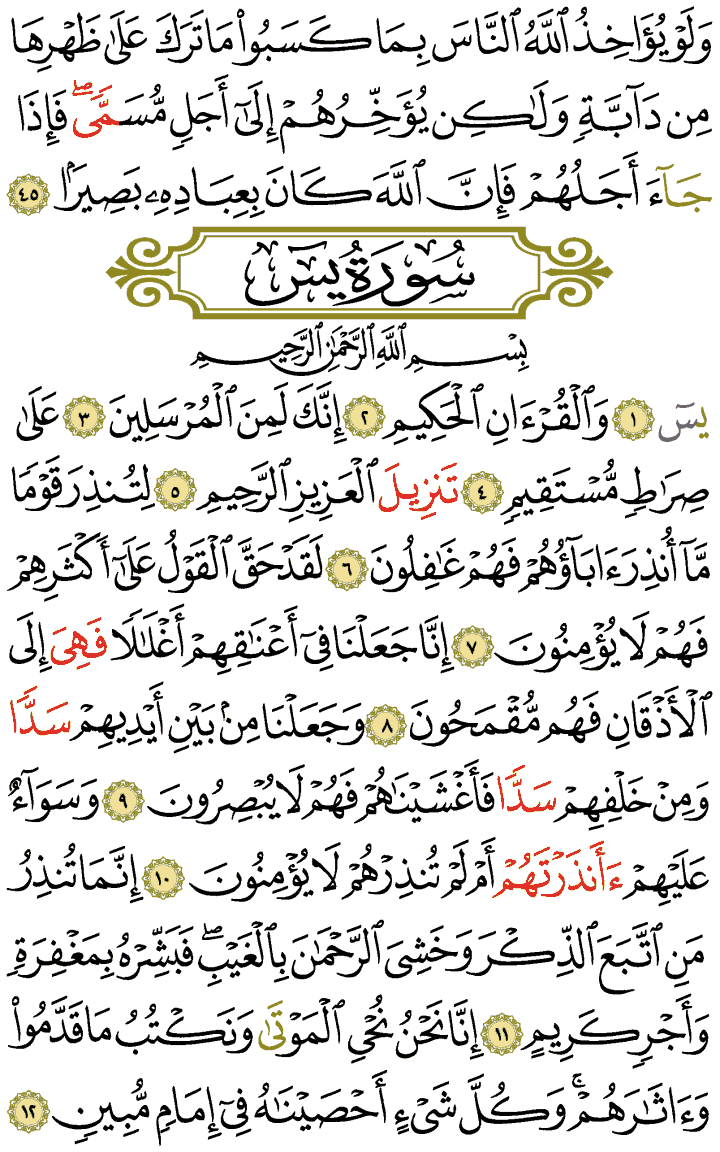 وَلَوْ يُؤَاخِذُ ٱللَّهُ ٱلنَّاسَ بِمَا كَسَبُوا۟ مَا تَرَكَ عَلَىٰ ظَهْرِهَا
مِن دَآبَّةٍ وَلَٰكِن يُؤَخِّرُهُمْ إِلَىٰٓ أَجَلٍ مُّسَمًّى ۖ فَإِذَا
جَآءَ أَجَلُهُمْ فَإِنَّ ٱللَّهَ كَانَ بِعِبَادِهِۦ بَصِيرًۢا ٤٥
سُورَةُ يسٓ
بِسْمِ ٱللَّهِ ٱلرَّحْمَٰنِ ٱلرَّحِيمِ
يسٓ ١ وَٱلْقُرْءَانِ ٱلْحَكِيمِ ٢ إِنَّكَ لَمِنَ ٱلْمُرْسَلِينَ ٣ عَلَىٰ
صِرَٰطٍ مُّسْتَقِيمٍ ٤ تَنزِيلَ ٱلْعَزِيزِ ٱلرَّحِيمِ ٥ لِتُنذِرَ قَوْمًا
مَّآ أُنذِرَ ءَابَآؤُهُمْ فَهُمْ غَٰفِلُونَ ٦ لَقَدْ حَقَّ ٱلْقَوْلُ عَلَىٰٓ أَكْثَرِهِمْ
فَهُمْ لَا يُؤْمِنُونَ ٧ إِنَّا جَعَلْنَا فِىٓ أَعْنَٰقِهِمْ أَغْلَٰلًا فَهِىَ إِلَى
ٱلْأَذْقَانِ فَهُم مُّقْمَحُونَ ٨ وَجَعَلْنَا مِنۢ بَيْنِ أَيْدِيهِمْ سَدًّا
وَمِنْ خَلْفِهِمْ سَدًّا فَأَغْشَيْنَٰهُمْ فَهُمْ لَا يُبْصِرُونَ ٩ وَسَوَآءٌ
عَلَيْهِمْ ءَأَنذَرْتَهُمْ أَمْ لَمْ تُنذِرْهُمْ لَا يُؤْمِنُونَ ١٠ إِنَّمَا تُنذِرُ
مَنِ ٱتَّبَعَ ٱلذِّكْرَ وَخَشِىَ ٱلرَّحْمَٰنَ بِٱلْغَيْبِ ۖ فَبَشِّرْهُ بِمَغْفِرَةٍ
وَأَجْرٍ كَرِيمٍ ١١ إِنَّا نَحْنُ نُحْىِ ٱلْمَوْتَىٰ وَنَكْتُبُ مَا قَدَّمُوا۟
وَءَاثَٰرَهُمْ ۚ وَكُلَّ شَىْءٍ أَحْصَيْنَٰهُ فِىٓ إِمَامٍ مُّبِينٍ ١٢